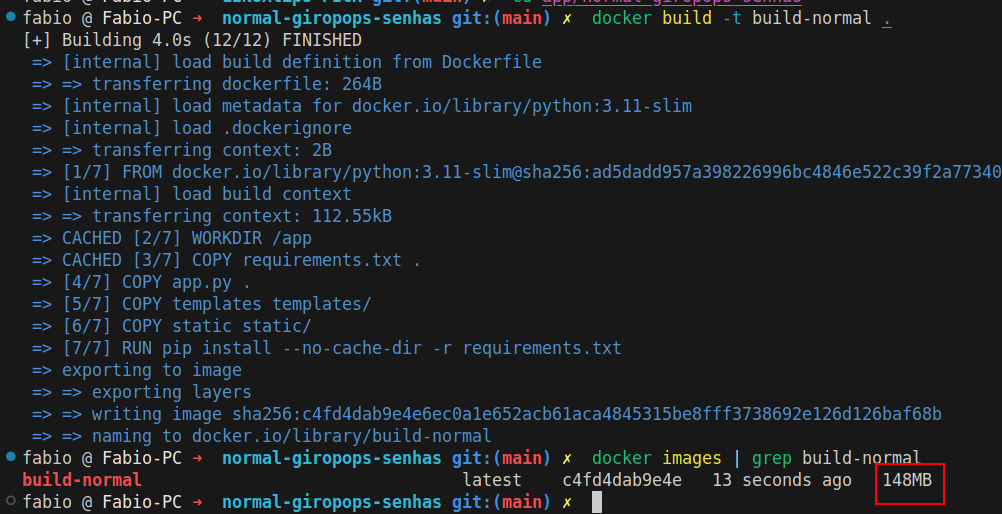 fabio @ Fabio-PC ➜ normal-giropops-senhas git:(main) ✗ docker build -t build-normal .
[+] Building 4.0s (12/12) FINISHED
=> [internal] load build definition from Dockerfile
=> => transferring dockerfile: 264B
=> [internal] load metadata for docker.io/library/python:3.11-slim
=> [internal] load .dockerignore
=> => transferring context: 2B
=> [1/7] FROM docker.io/library/python:3.11-slim@sha256:ad5dadd957a398226996bc4846e522c39f2a77340
=> [internal] load build context
=> => transferring context: 112.55kB
=> CACHED [2/7] WORKDIR /app
=> CACHED [3/7] COPY requirements.txt .
=> [4/7] COPY app.py .
=> [5/7] COPY templates templates/
=> [6/7] COPY static static/
=> [7/7] RUN pip install --no-cache-dir -r requirements.txt
=> exporting to image
=> => exporting layers
=> => writing image sha256:c4fd4dab9e4e6ec0a1e652acb61aca4845315be8fff3738692e126d126baf68b
=> => naming to docker.io/library/build-normal
fabio @ Fabio-PC ➜ normal-giropops-senhas git:(main) ✗ docker images | grep build-normal
build-normal latest c4fd4dab9e4e 13 seconds ago 148MB
fabio @ Fabio-PC ➜ normal-giropops-senhas git:(main) ✗